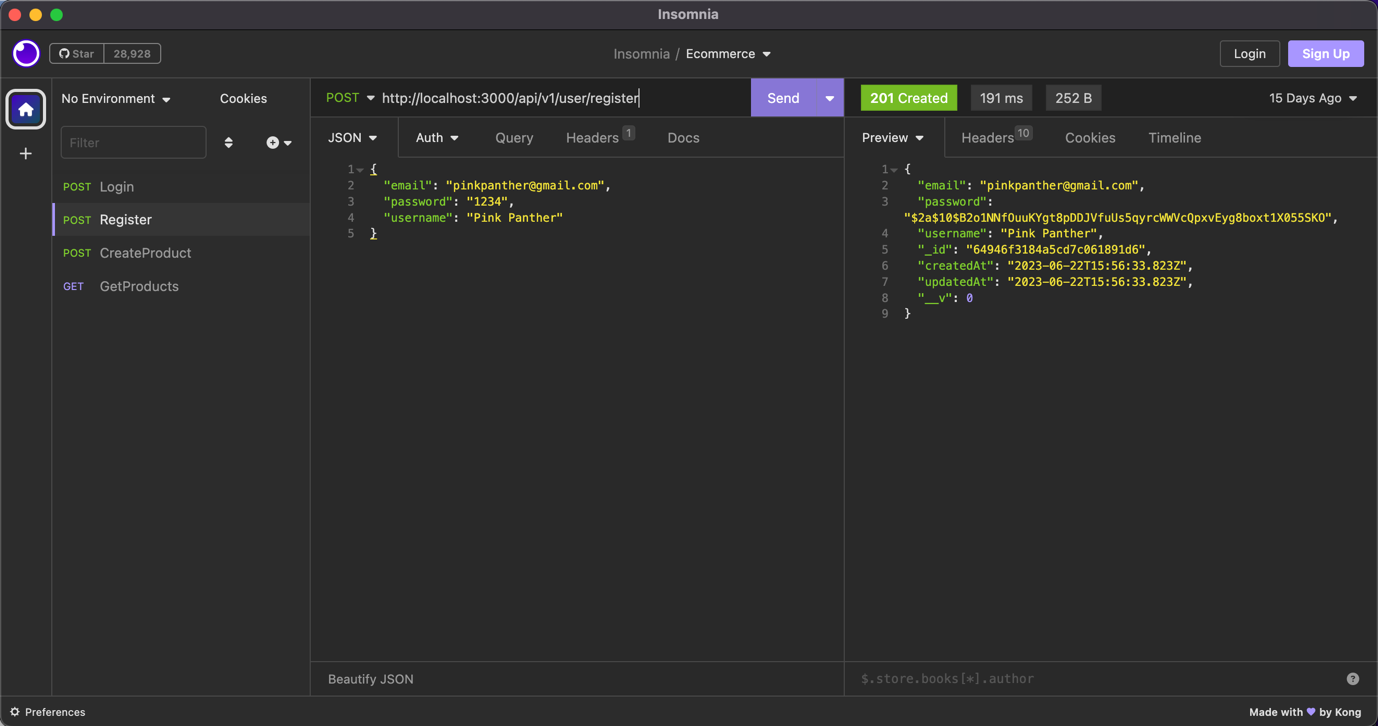 Insomnia
Star 28,928
Insomnia / Ecommerce
Login Sign Up
No Environment Cookies
Filter
POST Login
POST Register
POST CreateProduct
GET GetProducts
POST http://localhost:3000/api/v1/user/register Send
JSON Auth Query Headers 1 Docs
1 {
2 "email": "pinkpanther@gmail.com",
3 "password": "1234",
4 "username": "Pink Panther"
5 }
Beautify JSON
201 Created 191 ms 252 B 15 Days Ago
Preview Headers 10 Cookies Timeline
1 {
2 "email": "pinkpanther@gmail.com",
3 "password":
"$2a$10$B2o1NNfOuuKYgt8pDDJVfuUs5qyrcWWVcQpxvEyg8boxt1X055SKO",
4 "username": "Pink Panther",
5 "_id": "64946f3184a5cd7c061891d6",
6 "createdAt": "2023-06-22T15:56:33.823Z",
7 "updatedAt": "2023-06-22T15:56:33.823Z",
8 "__v": 0
9 }
$.store.books[*].author ?
Preferences
Made with 💜 by Kong